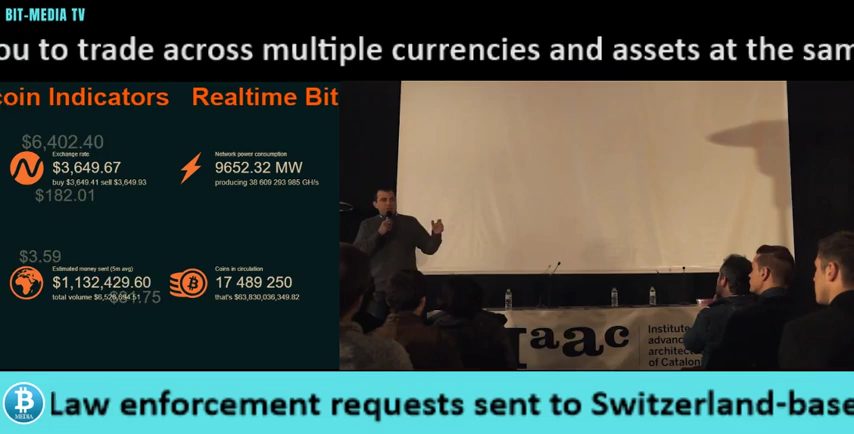 BIT-MEDIA TV
ou to trade across multiple currencies and assets at the sam
coin Indicators Realtime Bit
$6,402.40
Exchange rate
$3,649.67
buy $3,649.41 sell $3,649.93
$182.01
Network power consumption
9652.32 MW
producing 38 609 293 985 GH/s
$3.59
Estimated money sent (5m avg)
$1,132,429.60
total volume
Coins in circulation
17 489 250
that's $63,830,036,349.82
Iaac
Institute
advanc
architec
of Catalon
B
MEDIA
Law enforcement requests sent to Switzerland-base